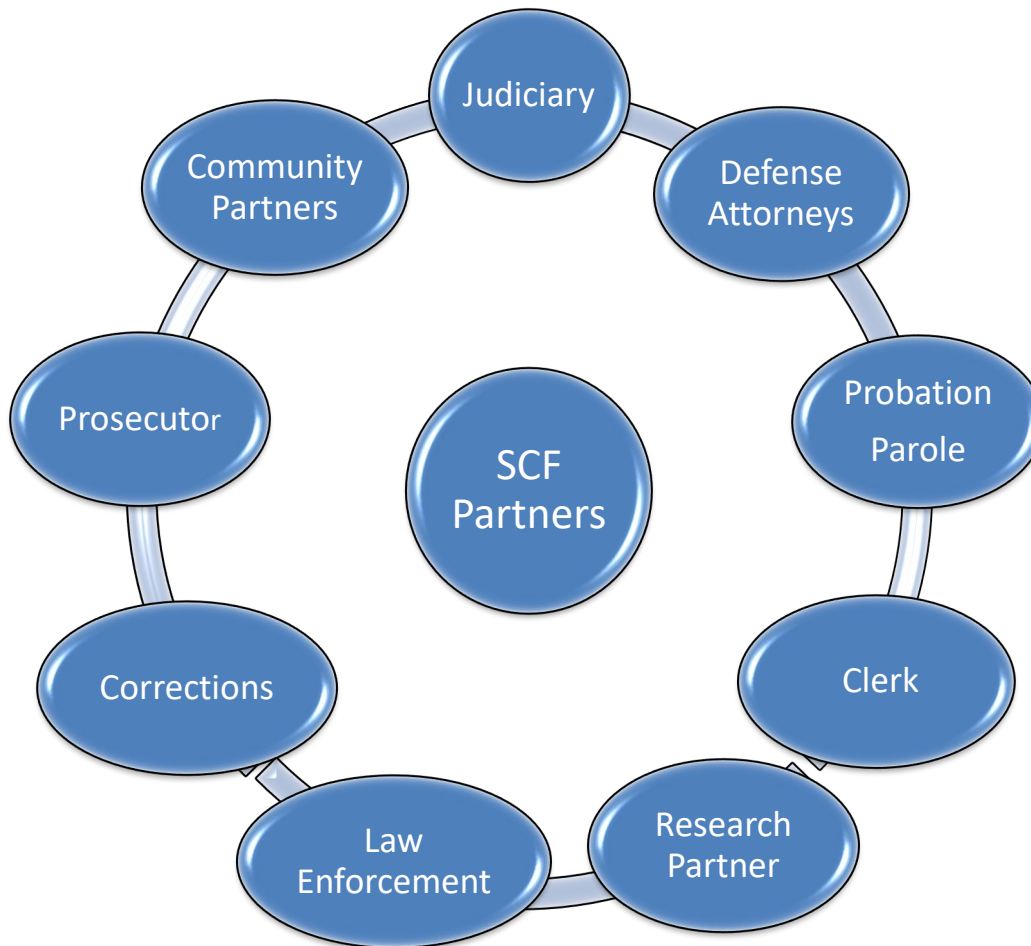 Judiciary
Community
Partners
Defense
Attorneys
Prosecutor
Probation
Parole
SCF
Partners
Corrections
Clerk
Law
Enforcement
Research
Partner